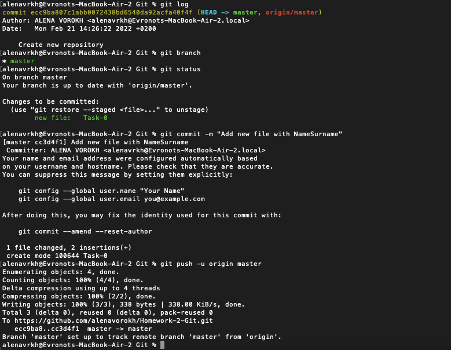 alenavrkh@Evronots-MacBook-Air-2 Git % git log
commit ecc9ba807c1abb0072438bd6540da92acfa40f4f (HEAD -> master, origin/master)
Author: ALENA VOROKH <alenavrkh@Evronots-MacBook-Air-2.local>
Date:   Mon Feb 21 14:26:22 2022 +0200
    Create new repository
alenavrkh@Evronots-MacBook-Air-2 Git % git branch
* master
alenavrkh@Evronots-MacBook-Air-2 Git % git status
On branch master
Your branch is up to date with 'origin/master'.
Changes to be committed:
  (use "git restore --staged <file>..." to unstage)
        new file:   Task-0
alenavrkh@Evronots-MacBook-Air-2 Git % git commit -m "Add new file with NameSurname"
[master cc3d4f1] Add new file with NameSurname
 Committer: ALENA VOROKH <alenavrkh@Evronots-MacBook-Air-2.local>
Your name and email address were configured automatically based
on your username and hostname. Please check that they are accurate.
You can suppress this message by setting them explicitly:
    git config --global user.name "Your Name"
    git config --global user.email you@example.com
After doing this, you may fix the identity used for this commit with:
    git commit --amend --reset-author
 1 file changed, 2 insertions(+)
 create mode 100644 Task-0
alenavrkh@Evronots-MacBook-Air-2 Git % git push -u origin master
Enumerating objects: 4, done.
Counting objects: 100% (4/4), done.
Delta compression using up to 4 threads
Compressing objects: 100% (2/2), done.
Writing objects: 100% (3/3), 338 bytes | 338.00 KiB/s, done.
Total 3 (delta 0), reused 0 (delta 0), pack-reused 0
To https://github.com/alenavorokh/Homework-2-Git.git
   ecc9ba8..cc3d4f1  master -> master
Branch 'master' set up to track remote branch 'master' from 'origin'.
alenavrkh@Evronots-MacBook-Air-2 Git %